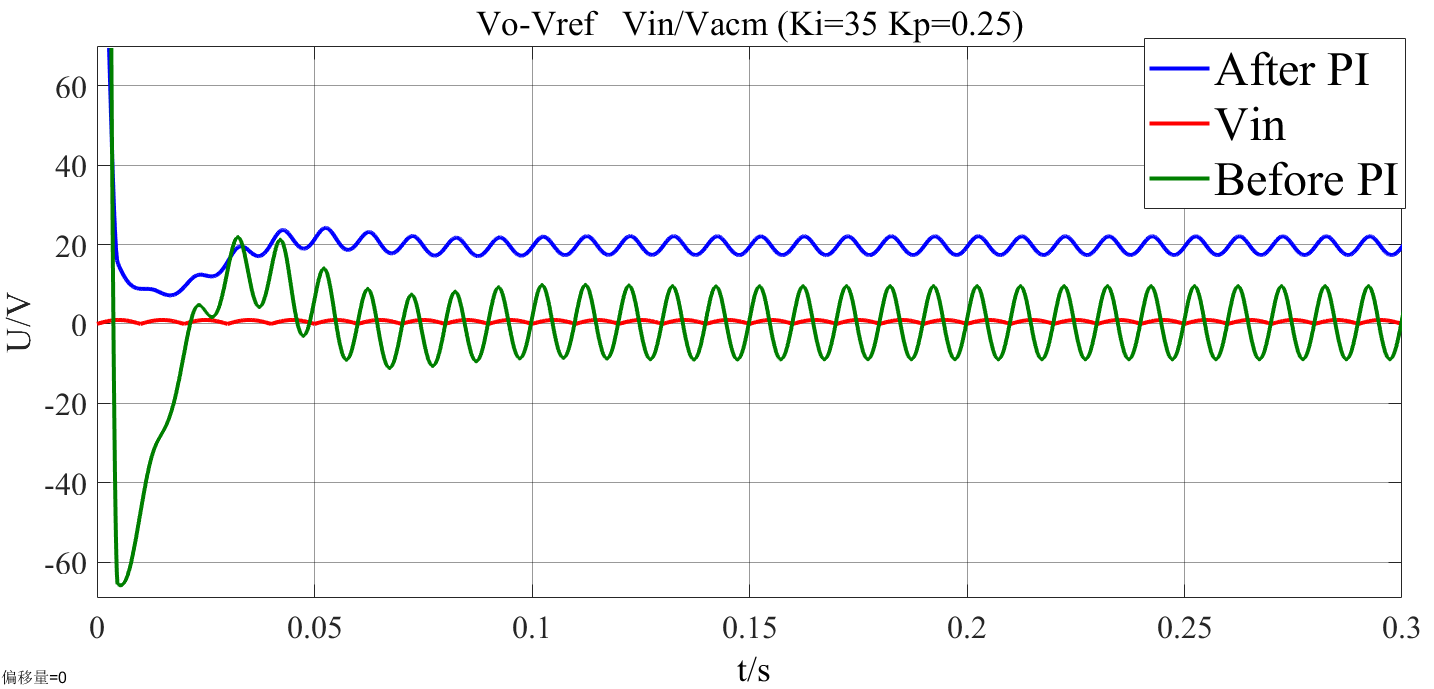 Vo-Vref Vin/Vacm (Ki=35 Kp=0.25)
After PI
Vin
Before PI
60
40
20
0
-20
-40
-60
U/V
0 0.05 0.1 0.15 0.2 0.25 0.3
t/s
偏移量=0